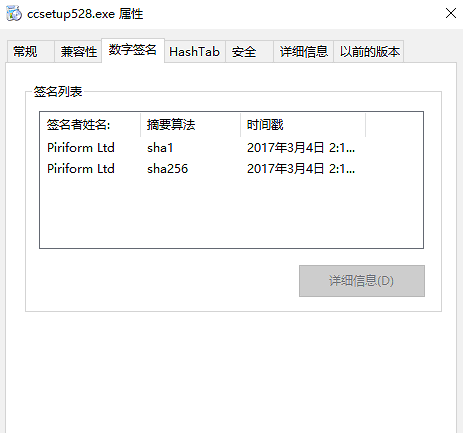 ccsetup528.exe 属性
常规 兼容性 数字签名 HashTab 安全 详细信息 以前的版本
签名列表
签名者姓名: 摘要算法 时间戳
Piriform Ltd sha1 2017年3月4日 2:1...
Piriform Ltd sha256 2017年3月4日 2:1...
详细信息(D)